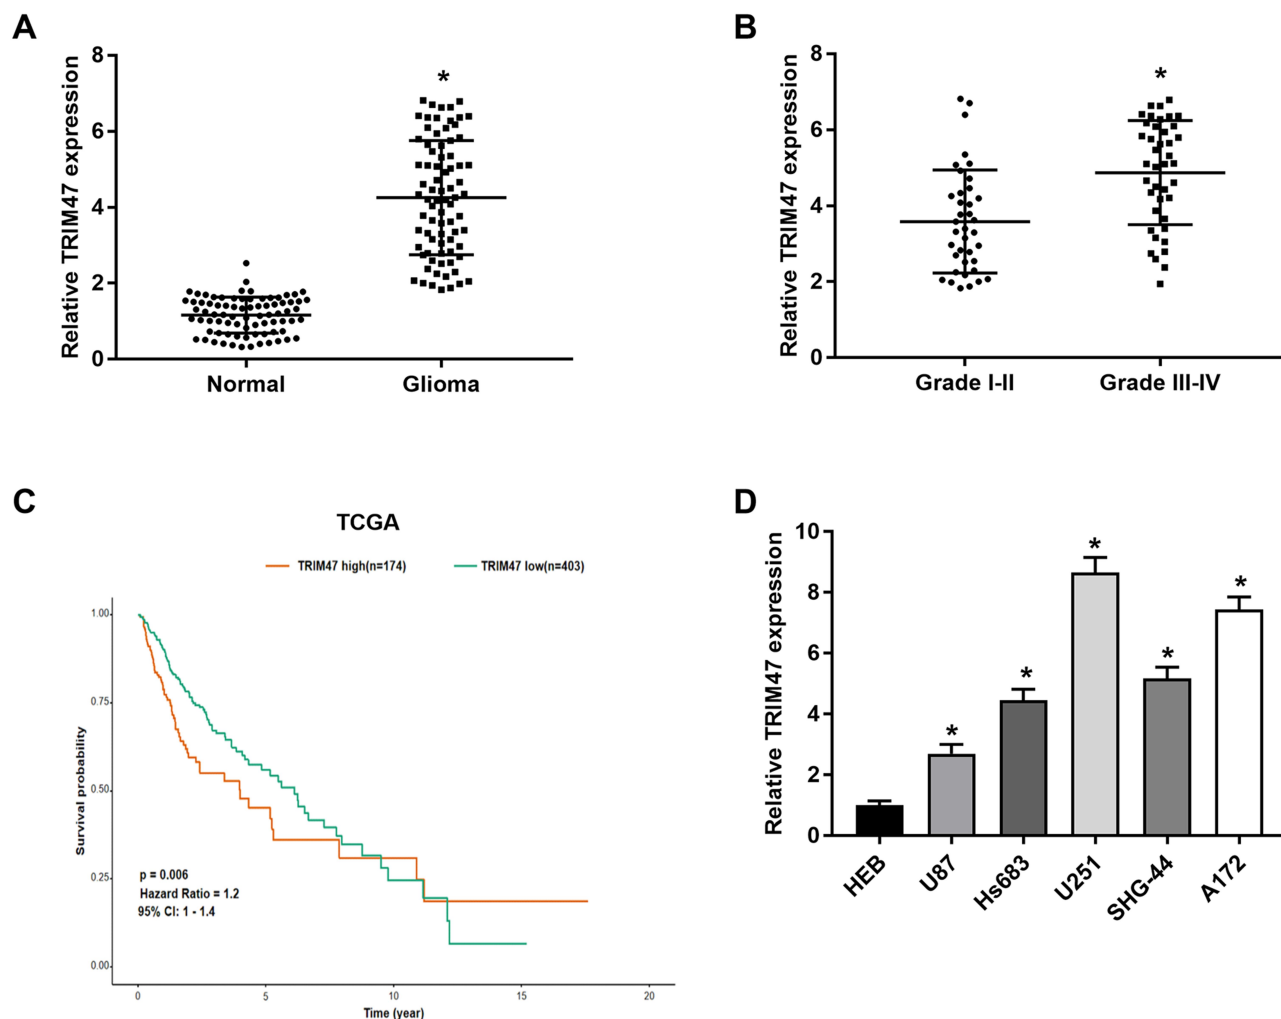 A
Relative TRIM47 expression
8
6
4
2
0
*
Normal
Glioma
B
Relative TRIM47 expression
8
6
4
2
0
*
Grade I-II
Grade III-IV
C
TCGA
TRIM47 high(n=174)
TRIM47 low(n=403)
Survival probability
1.00
0.75
0.50
0.25
0.00
p = 0.006
Hazard Ratio = 1.2
95% CI: 1 - 1.4
0
5
10
15
20
Time (year)
D
Relative TRIM47 expression
10
8
6
4
2
0
*
*
*
*
*
HEB
U87
Hs683
U251
SHG-44
A172